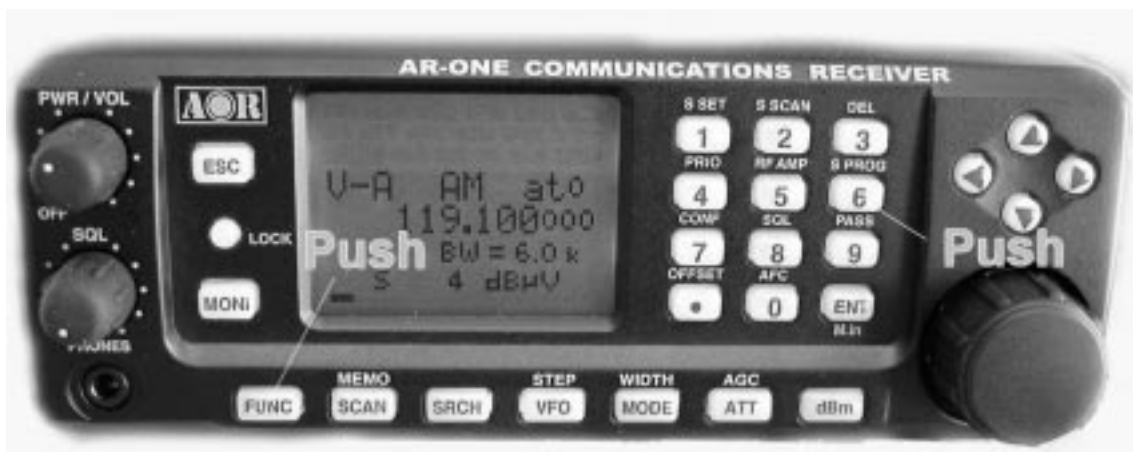 AR-ONE COMMUNICATIONS RECEIVER
PWR / VOL
OFF
SQL
PHONES
AOR
ESC
LOCK
MONi
V-A AM ato
119.100000
BW = 6.0 k
S 4 dBµV
Push
S SET S SCAN DEL
1 2 3
PRIO RF AMP S PROG
4 5 6
CONF SQL PASS
7 8 9
OFFSET AFC
• 0 ENT
M.in
Push
MEMO STEP WIDTH AGC
FUNC SCAN SRCH VFO MODE ATT dBm